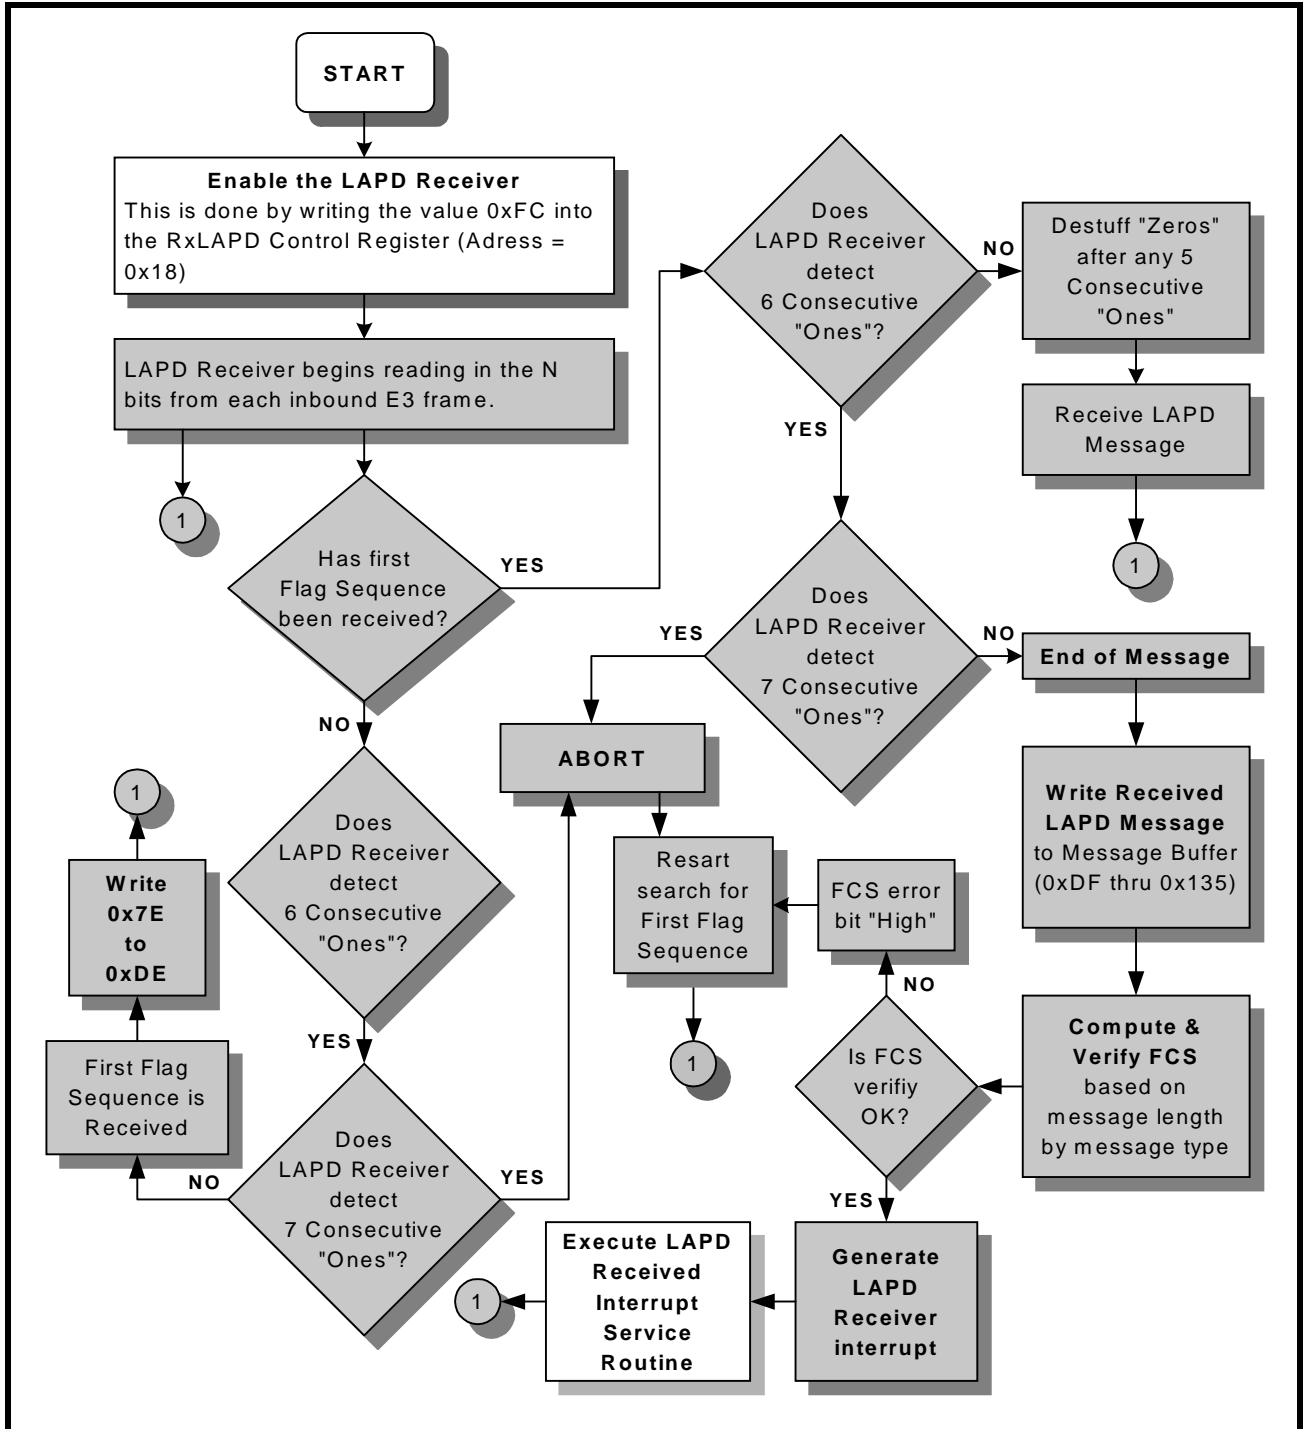 START
Enable the LAPD Receiver
This is done by writing the value 0xFC into
the RxLAPD Control Register (Adress =
0x18)
LAPD Receiver begins reading in the N
bits from each inbound E3 frame.
1
Has first
Flag Sequence
been received?
YES
NO
Does
LAPD Receiver
detect
6 Consecutive
"Ones"?
NO
YES
Destuff "Zeros"
after any 5
Consecutive
"Ones"
Receive LAPD
Message
1
Does
LAPD Receiver
detect
7 Consecutive
"Ones"?
YES
NO
End of Message
Write Received
LAPD Message
to Message Buffer
(0xDF thru 0x135)
Compute &
Verify FCS
based on
message length
by message type
Is FCS
verifiy
OK?
NO
YES
FCS error
bit "High"
ABORT
Resart
search for
First Flag
Sequence
1
Does
LAPD Receiver
detect
6 Consecutive
"Ones"?
YES
Does
LAPD Receiver
detect
7 Consecutive
"Ones"?
YES
NO
First Flag
Sequence is
Received
Write
0x7E
to
0xDE
1
Generate
LAPD
Receiver
interrupt
Execute LAPD
Received
Interrupt
Service
Routine
1